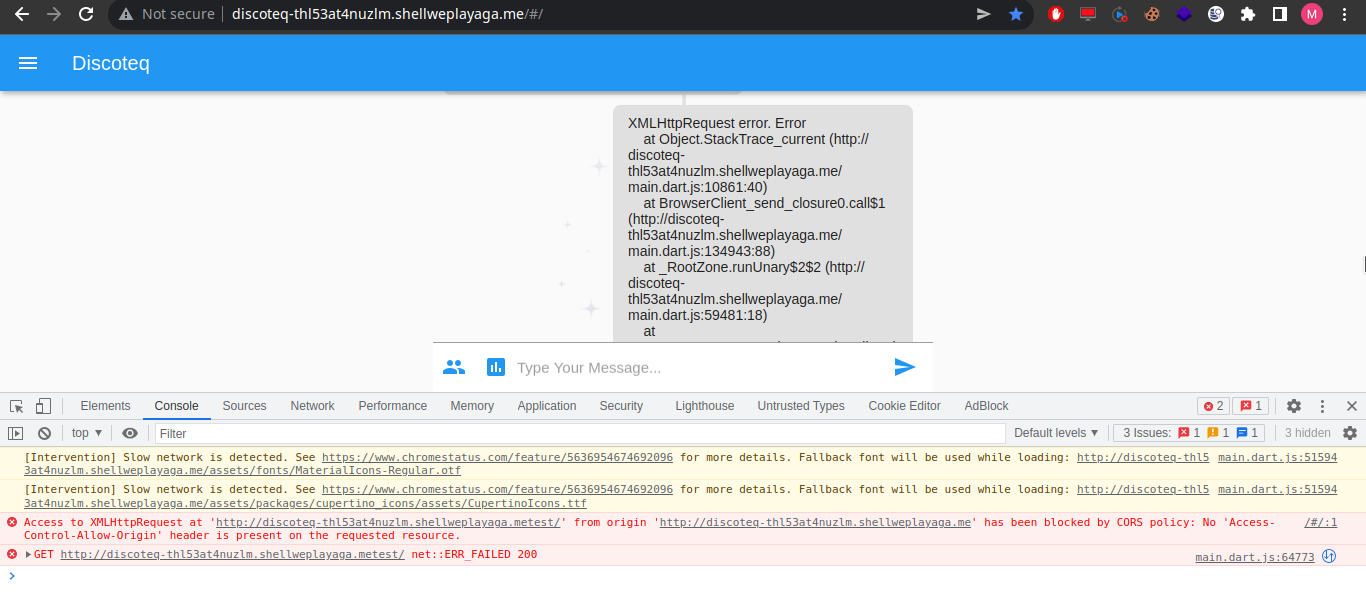 Not secure discoteq-thl53at4nuzlm.shellweplayaga.me/#/
M
Discoteq
XMLHttpRequest error. Error
at Object.StackTrace_current (http://
discoteq-
thl53at4nuzlm.shellweplayaga.me/
main.dart.js:10861:40)
at BrowserClient_send_closure0.call$1
(http://discoteq-
thl53at4nuzlm.shellweplayaga.me/
main.dart.js:134943:88)
at _RootZone.runUnary$2$2 (http://
discoteq-
thl53at4nuzlm.shellweplayaga.me/
main.dart.js:59481:18)
at
Type Your Message...
Elements Console Sources Network Performance Memory Application Security Lighthouse Untrusted Types Cookie Editor AdBlock 2 1
top Filter Default levels 3 Issues: 1 1 1 3 hidden
[Intervention] Slow network is detected. See https://www.chromestatus.com/feature/5636954674692096 for more details. Fallback font will be used while loading: http://discoteq-thl5 main.dart.js:51594
3at4nuzlm.shellweplayaga.me/assets/fonts/MaterialIcons-Regular.otf
[Intervention] Slow network is detected. See https://www.chromestatus.com/feature/5636954674692096 for more details. Fallback font will be used while loading: http://discoteq-thl5 main.dart.js:51594
3at4nuzlm.shellweplayaga.me/assets/packages/cupertino_icons/assets/CupertinoIcons.ttf
Access to XMLHttpRequest at 'http://discoteq-thl53at4nuzlm.shellweplayaga.metest/' from origin 'http://discoteq-thl53at4nuzlm.shellweplayaga.me' has been blocked by CORS policy: No 'Access- /#/:1
Control-Allow-Origin' header is present on the requested resource.
GET http://discoteq-thl53at4nuzlm.shellweplayaga.metest/ net::ERR_FAILED 200 main.dart.js:64773